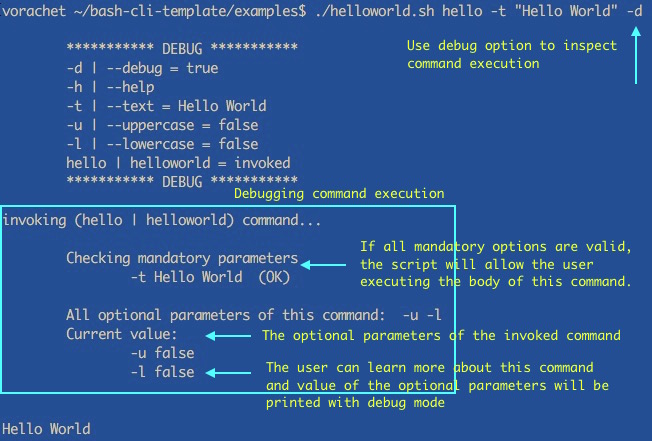 vorachet ~/bash-cli-template/examples$ ./helloworld.sh hello -t "Hello World" -d
*********** DEBUG ***********
Use debug option to inspect
command execution
-d | --debug = true
-h | --help
-t | --text = Hello World
-u | --uppercase = false
-l | --lowercase = false
hello | helloworld = invoked
*********** DEBUG ***********
Debugging command execution
invoking (hello | helloworld) command...
Checking mandatory parameters
-t Hello World  (OK)
If all mandatory options are valid,
the script will allow the user
executing the body of this command.
All optional parameters of this command:  -u -l
Current value:
The optional parameters of the invoked command
-u false
-l false
The user can learn more about this command
and value of the optional parameters will be
printed with debug mode
Hello World